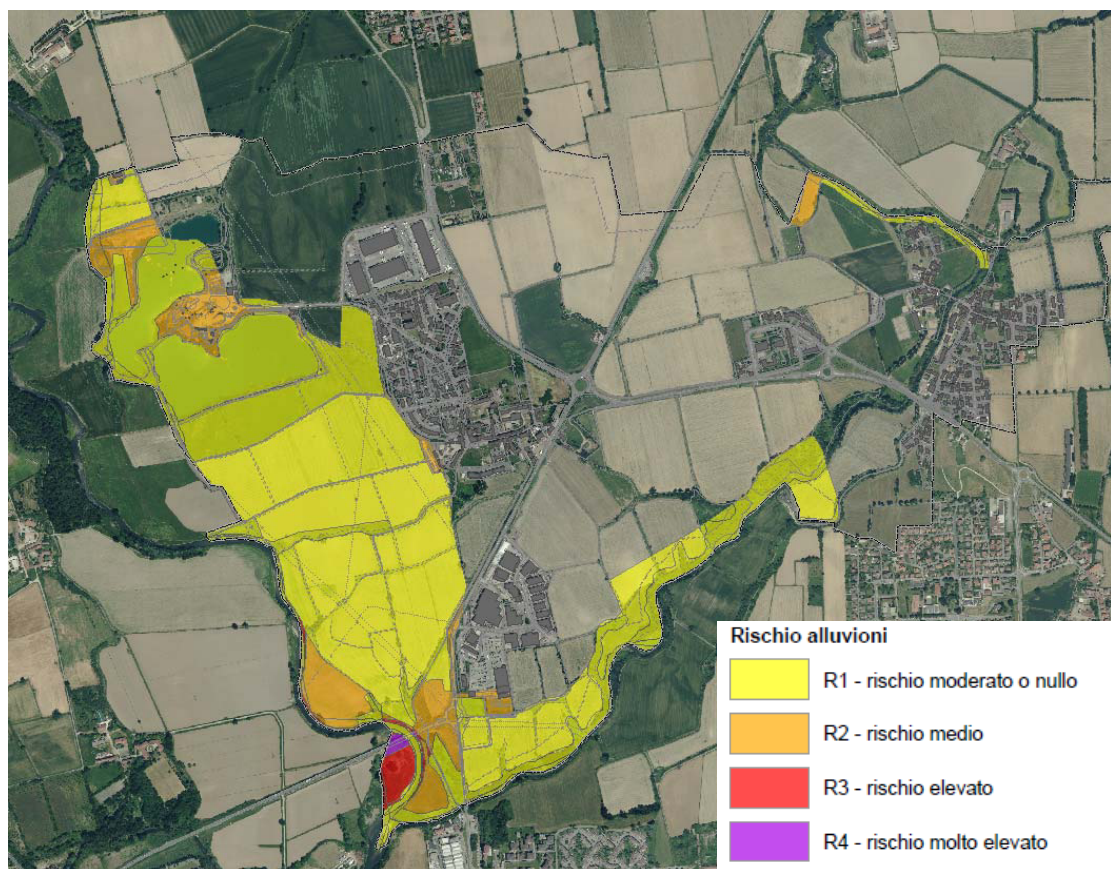 Rischio alluvioni
R1 - rischio moderato o nullo
R2 - rischio medio
R3 - rischio elevato
R4 - rischio molto elevato